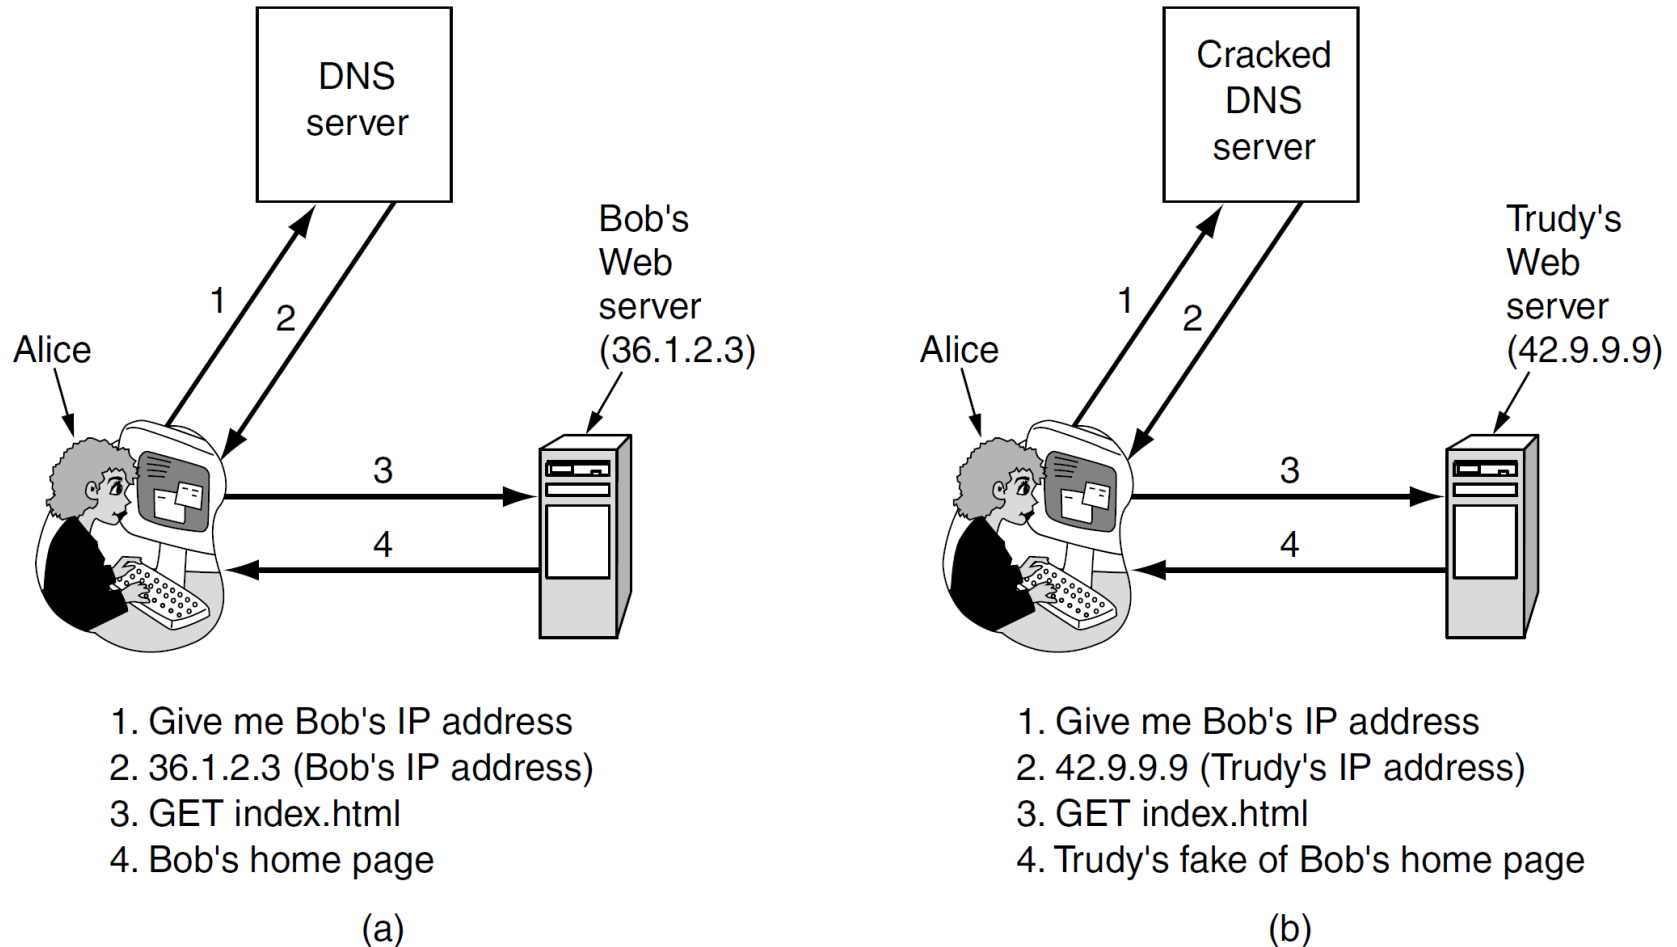 DNS
server
Bob's
Web
server
(36.1.2.3)
Alice
1
2
3
4
1. Give me Bob's IP address
2. 36.1.2.3 (Bob's IP address)
3. GET index.html
4. Bob's home page
(a)
Cracked
DNS
server
Trudy's
Web
server
(42.9.9.9)
Alice
1
2
3
4
1. Give me Bob's IP address
2. 42.9.9.9 (Trudy's IP address)
3. GET index.html
4. Trudy's fake of Bob's home page
(b)